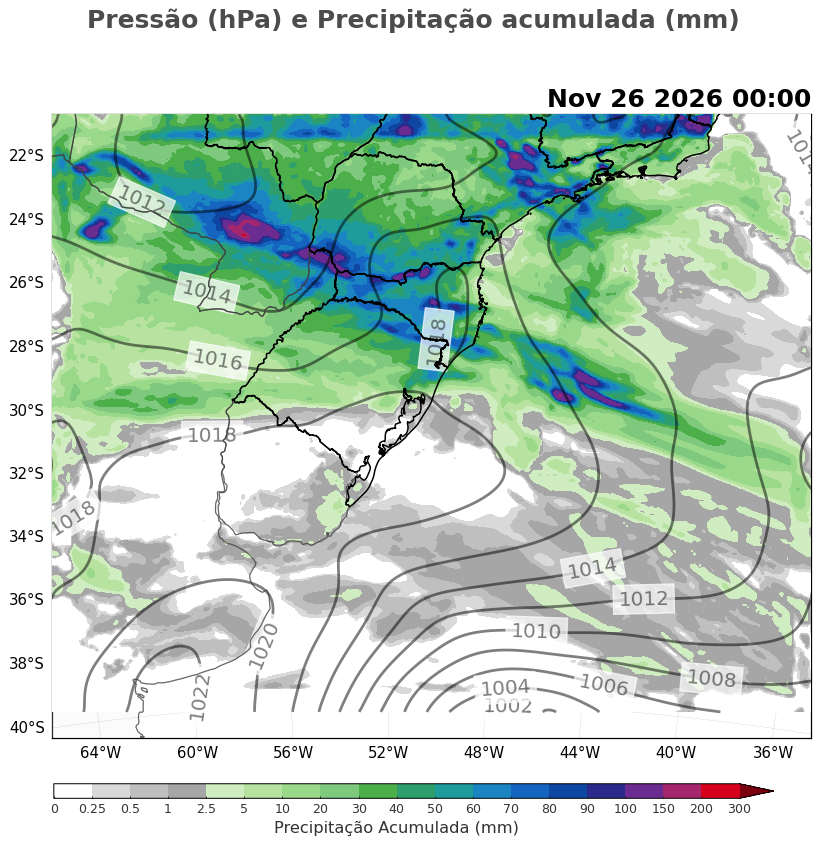 Pressão (hPa) e Precipitação acumulada (mm)
Nov 26 2026 00:00
22°S
24°S
26°S
28°S
30°S
32°S
34°S
36°S
38°S
40°S
1014
1012
1014
1016
1018
1018
1018
1014
1012
1010
1020
1022
1004
1006
1008
1002
64°W 60°W 56°W 52°W 48°W 44°W 40°W 36°W
0 0.25 0.5 1 2.5 5 10 20 30 40 50 60 70 80 90 100 150 200 300
Precipitação Acumulada (mm)